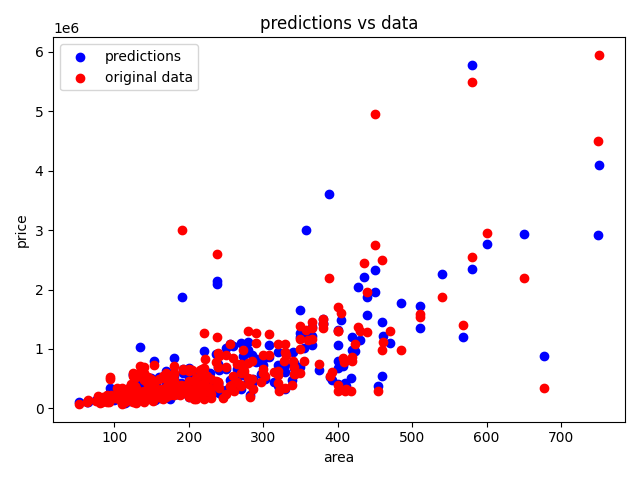 predictions vs data
1e6
predictions
original data
6
5
4
3
2
1
0
price
100 200 300 400 500 600 700
area